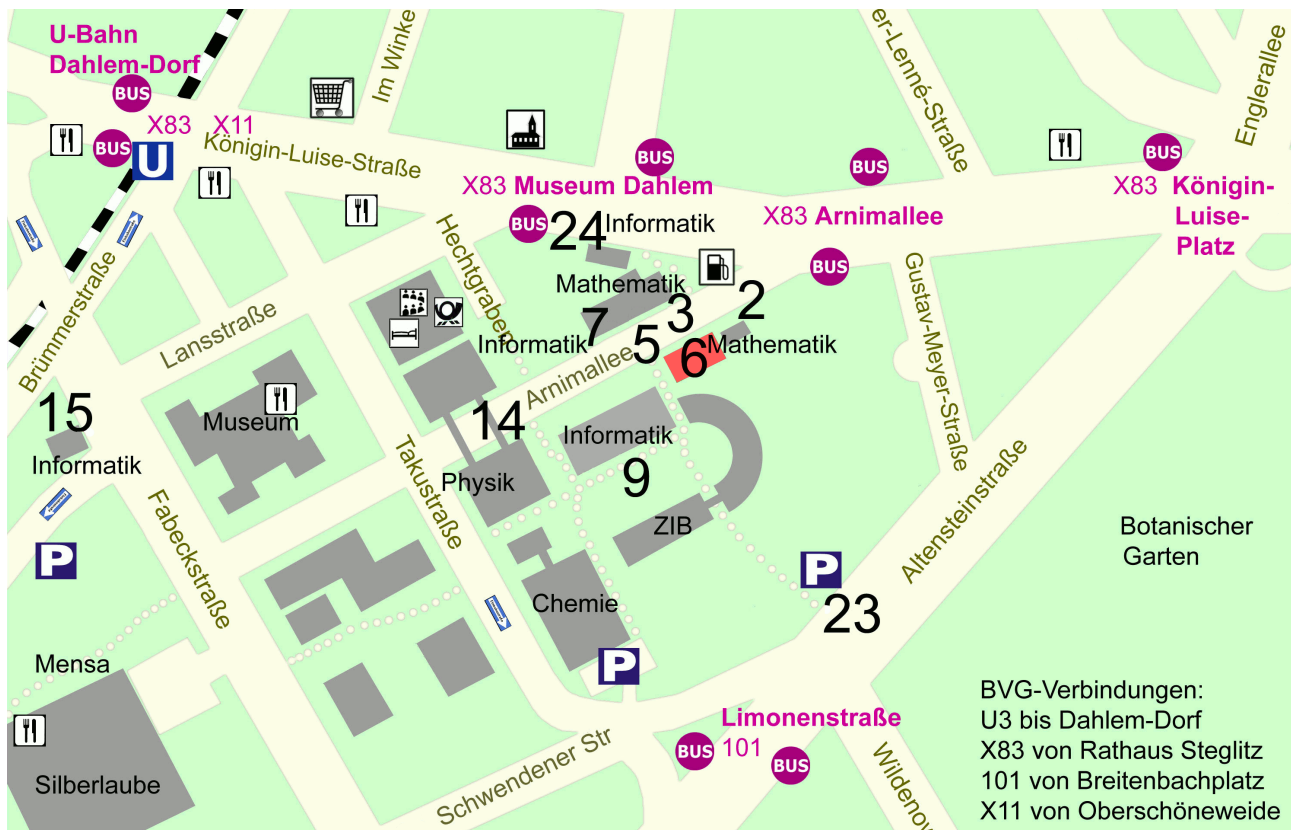 U-Bahn
Dahlem-Dorf
BUS
BUS
U
X83
X11
Im Winke
Königin-Luise-Straße
er-Lenné-Straße
Englerallee
BUS
X83 Museum Dahlem
BUS
BUS
X83 Arnimallee
BUS
BUS
X83 Königin-
Luise-
Platz
24
Informatik
Hechtgraben
Mathematik
7
3
2
5
6
Informatik
Mathematik
Arnimallee
Gustav-Meyer-Straße
Brümmerstraße
Lansstraße
15
Informatik
Museum
14
Physik
Informatik
9
ZIB
Takustraße
Fabeckstraße
P
Chemie
P
P
23
Altensteinstraße
Botanischer
Garten
Mensa
Silberlaube
Schwendener Str
Limonenstraße
BUS
101
BUS
Wildenow
BVG-Verbindungen:
U3 bis Dahlem-Dorf
X83 von Rathaus Steglitz
101 von Breitenbachplatz
X11 von Oberschöneweide